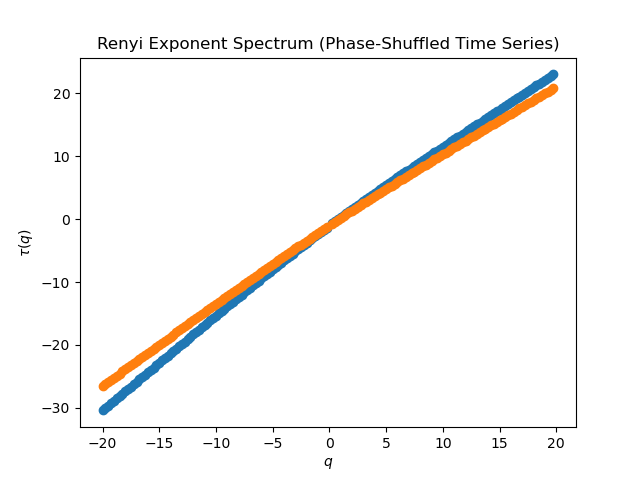 Renyi Exponent Spectrum (Phase-Shuffled Time Series)
20
10
0
−10
−20
−30
τ(q)
−20 −15 −10 −5 0 5 10 15 20
q